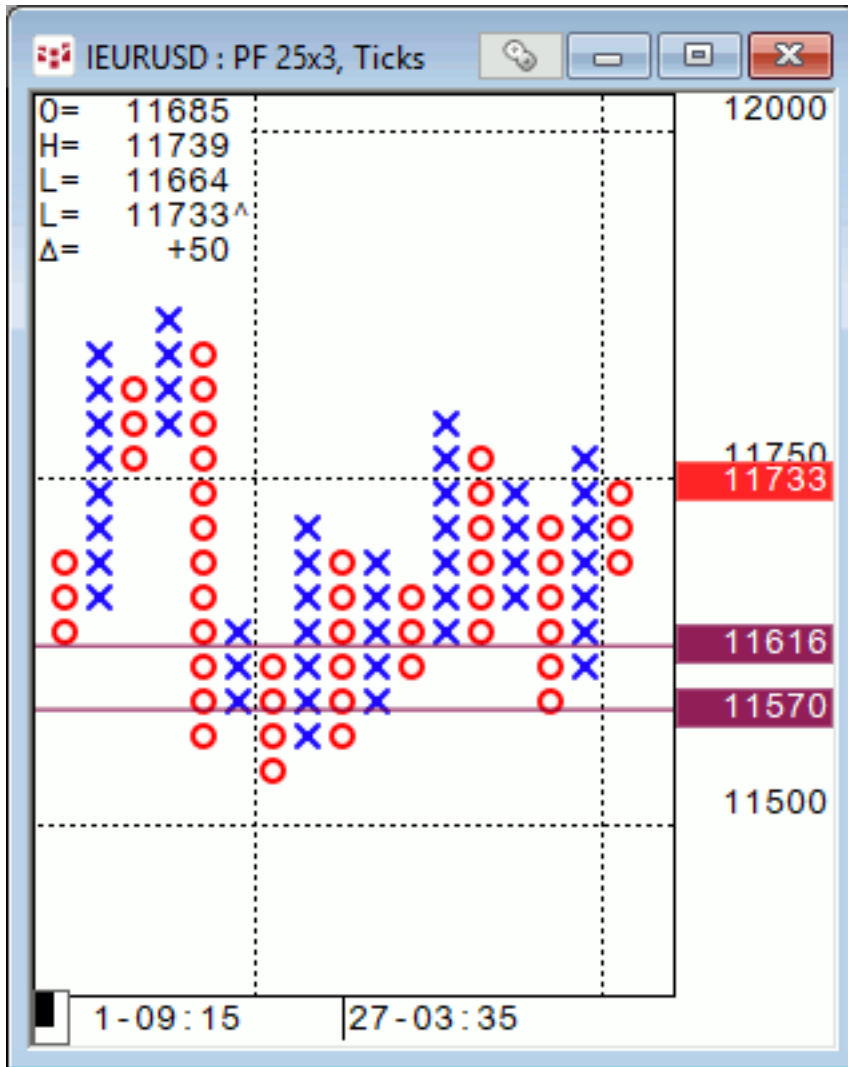 IEURUSD : PF 25x3, Ticks
O= 11685
H= 11739
L= 11664
L= 11733^
Δ= +50
12000
11750
11733
11616
11570
11500
1-09:15
27-03:35